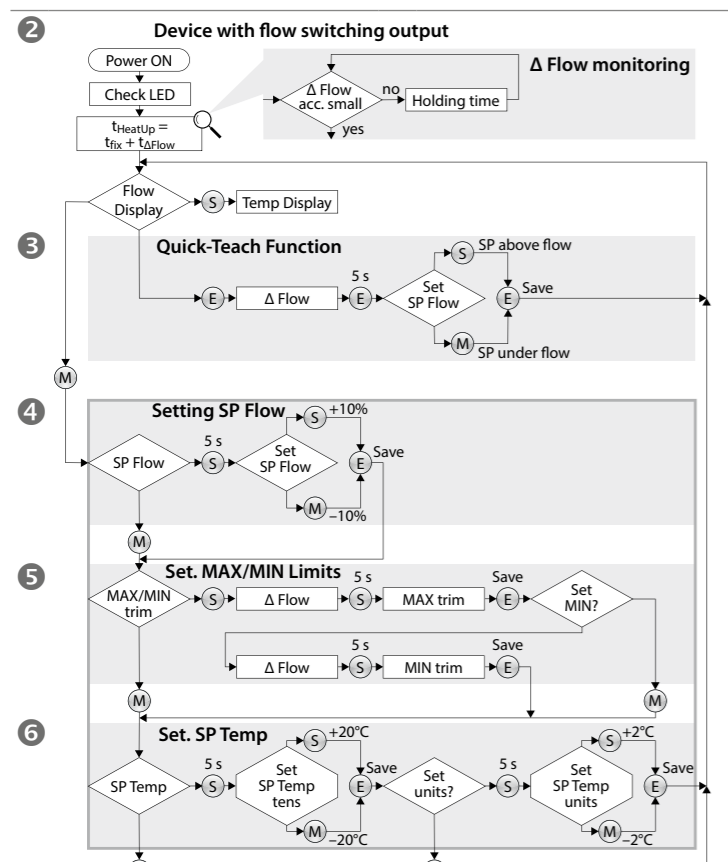 2
Device with flow switching output
Power ON
Check LED
tHeatUp =
tfix + tΔFlow
Δ Flow monitoring
Δ Flow
acc. small
no
Holding time
yes
Flow
Display
S
Temp Display
3
Quick-Teach Function
E
Δ Flow
5 s
E
Set
SP Flow
S
SP above flow
E
Save
M
SP under flow
M
4
Setting SP Flow
SP Flow
5 s
S
Set
SP Flow
S
+10%
E
Save
M
–10%
M
5
Set. MAX/MIN Limits
MAX/MIN
trim
S
Δ Flow
5 s
S
MAX trim
Save
E
Set
MIN?
Δ Flow
5 s
S
MIN trim
Save
E
M
M
6
Set. SP Temp
SP Temp
5 s
S
Set
SP Temp
tens
S
+20°C
Save
E
M
–20°C
Set
units?
5 s
S
Set
SP Temp
units
S
+2°C
Save
E
M
–2°C